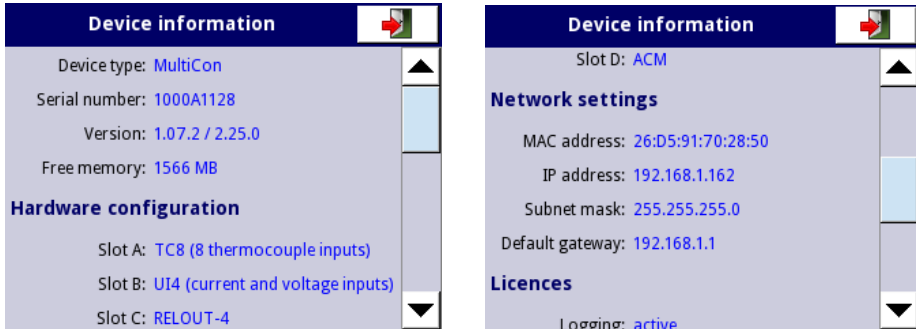 Device information
Device type: MultiCon
Serial number: 1000A1128
Version: 1.07.2 / 2.25.0
Free memory: 1566 MB
Hardware configuration
Slot A: TC8 (8 thermocouple inputs)
Slot B: UI4 (current and voltage inputs)
Slot C: RELOUT-4
Device information
Slot D: ACM
Network settings
MAC address: 26:D5:91:70:28:50
IP address: 192.168.1.162
Subnet mask: 255.255.255.0
Default gateway: 192.168.1.1
Licences
Logging: active